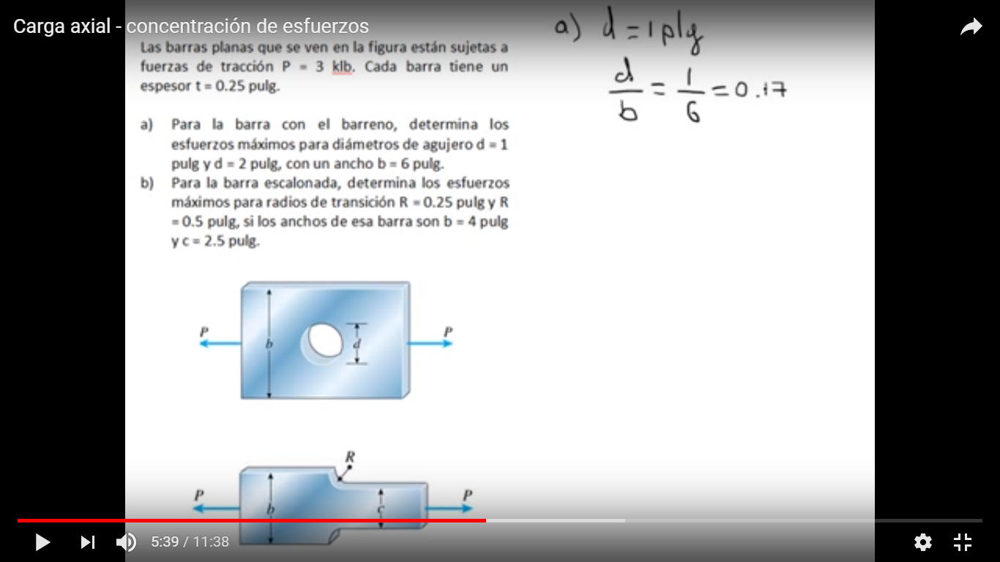 Carga axial - concentración de esfuerzos
Las barras planas que se ven en la figura están sujetas a
fuerzas de tracción P = 3 klb. Cada barra tiene un
espesor t = 0.25 pulg.
a) Para la barra con el barreno, determina los
esfuerzos máximos para diámetros de agujero d = 1
pulg y d = 2 pulg, con un ancho b = 6 pulg.
b) Para la barra escalonada, determina los esfuerzos
máximos para radios de transición R = 0.25 pulg y R
= 0.5 pulg, si los anchos de esa barra son b = 4 pulg
y c = 2.5 pulg.
a) d = 1 plg
d/b = 1/6 = 0.17
P
b
d
P
R
P
b
c
P
5:39 / 11:38